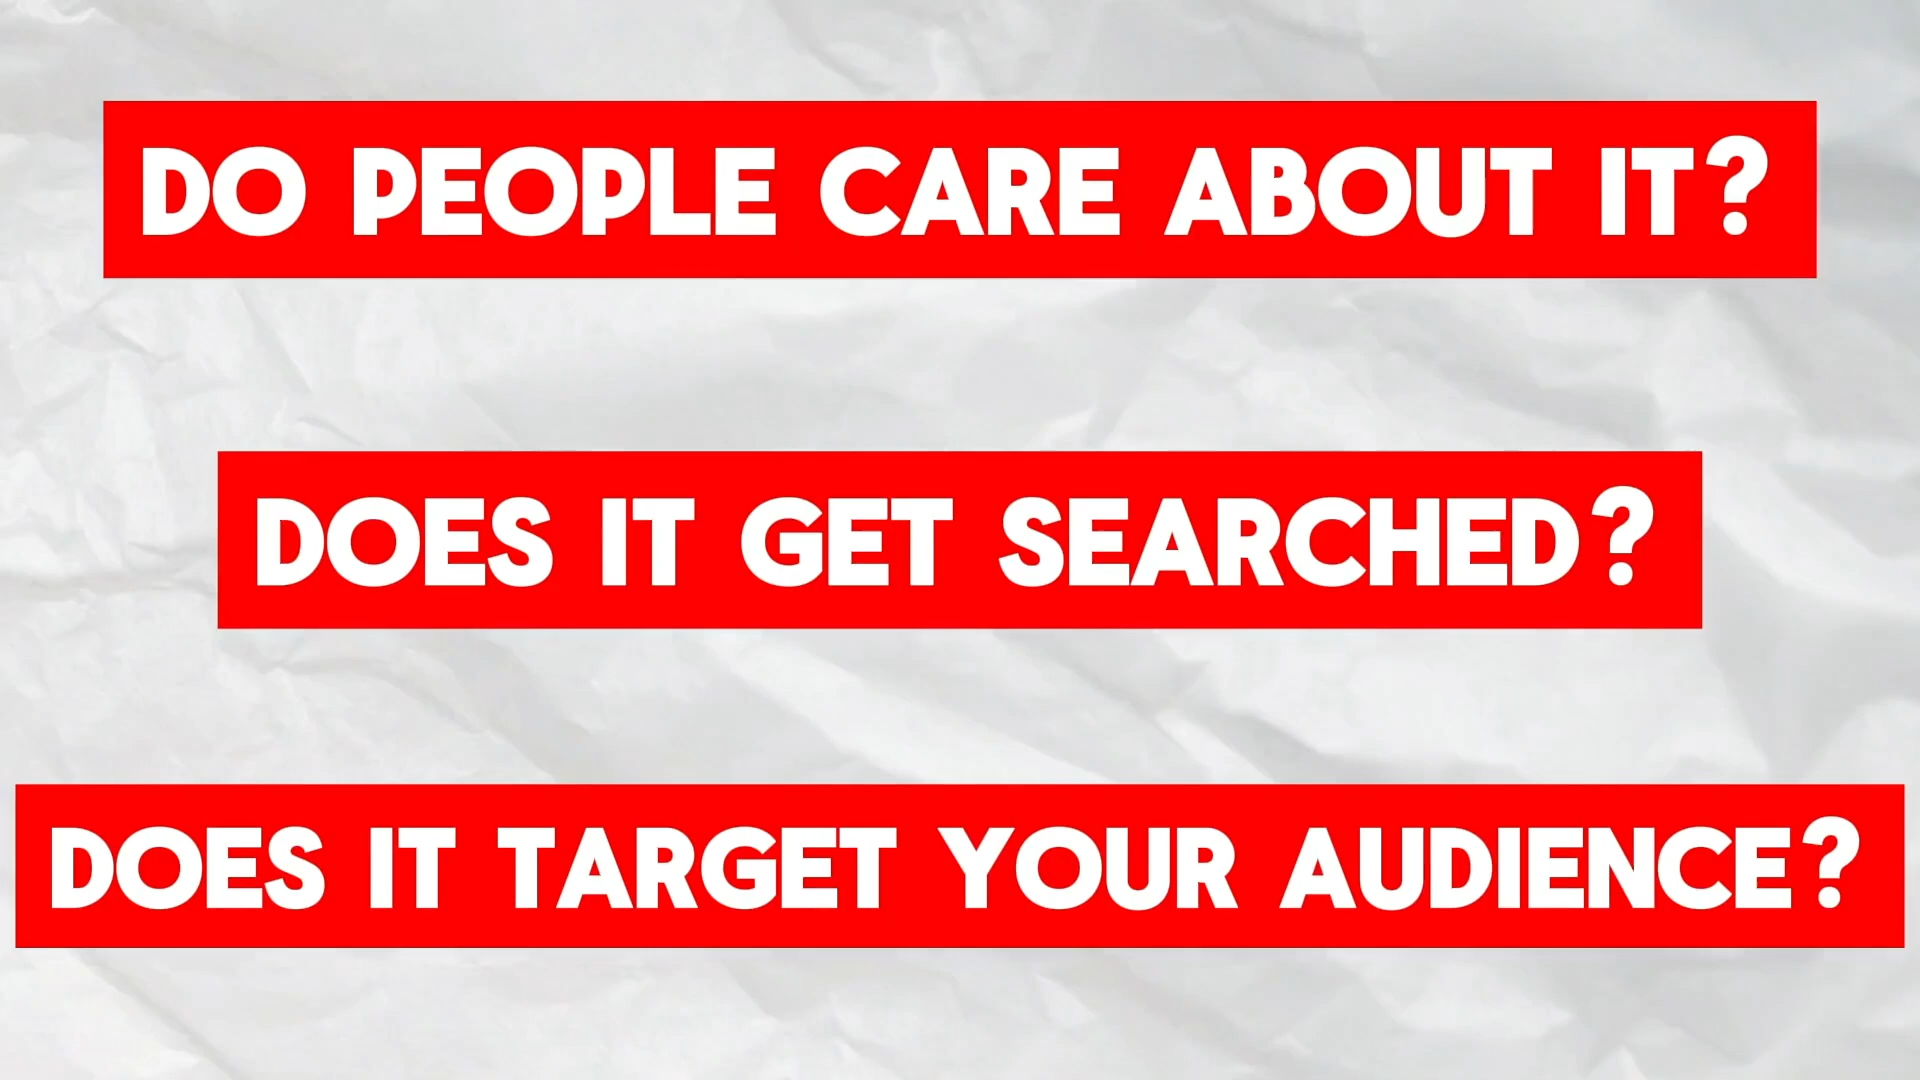 DO PEOPLE CARE ABOUT IT?
DOES IT GET SEARCHED?
DOES IT TARGET YOUR AUDIENCE?